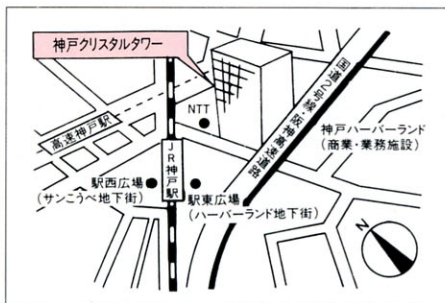 神戸クリスタルタワー
国道2号線・阪神高速道路
NTT
高速神戸駅
神戸ハーバーランド
(商業・業務施設)
JR神戸駅
駅西広場
(サンこうべ地下街)
駅東広場
(ハーバーランド地下街)
N